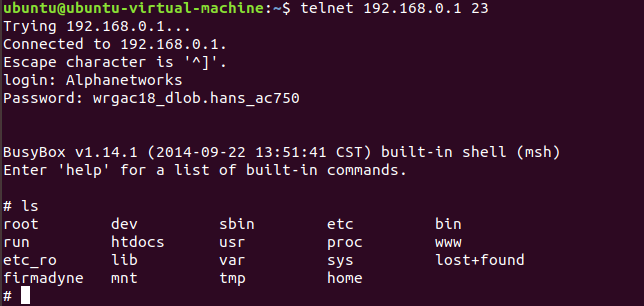 ubuntu@ubuntu-virtual-machine:~$ telnet 192.168.0.1 23
Trying 192.168.0.1...
Connected to 192.168.0.1.
Escape character is '^]'.
login: Alphanetworks
Password: wrgac18_dlob.hans_ac750
BusyBox v1.14.1 (2014-09-22 13:51:41 CST) built-in shell (msh)
Enter 'help' for a list of built-in commands.
# ls
root dev sbin etc bin
run htdocs usr proc www
etc_ro lib var sys lost+found
firmadyne mnt tmp home
#